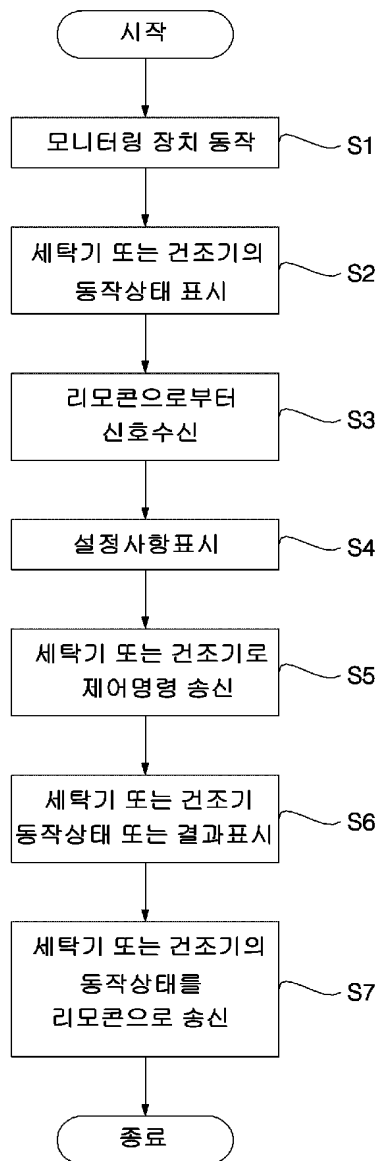 시작
모니터링 장치 동작
S1
세탁기 또는 건조기의
동작상태 표시
S2
리모콘으로부터
신호수신
S3
설정사항표시
S4
세탁기 또는 건조기로
제어명령 송신
S5
세탁기 또는 건조기
동작상태 또는 결과표시
S6
세탁기 또는 건조기의
동작상태를
리모콘으로 송신
S7
종료